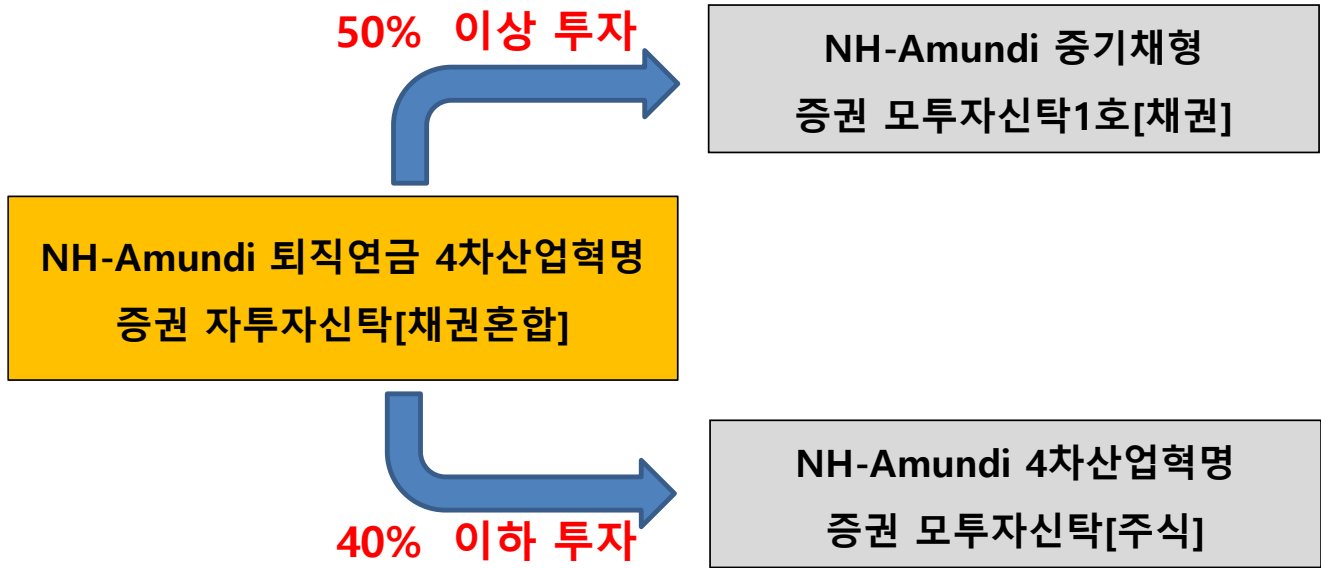 50% 이상 투자
NH-Amundi 중기채형
증권 모투자신탁1호[채권]
NH-Amundi 퇴직연금 4차산업혁명
증권 자투자신탁[채권혼합]
NH-Amundi 4차산업혁명
증권 모투자신탁[주식]
40% 이하 투자